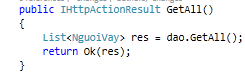 public IHttpActionResult GetAll()
{
List<NguoiVay> res = dao.GetAll();
return Ok(res);
}